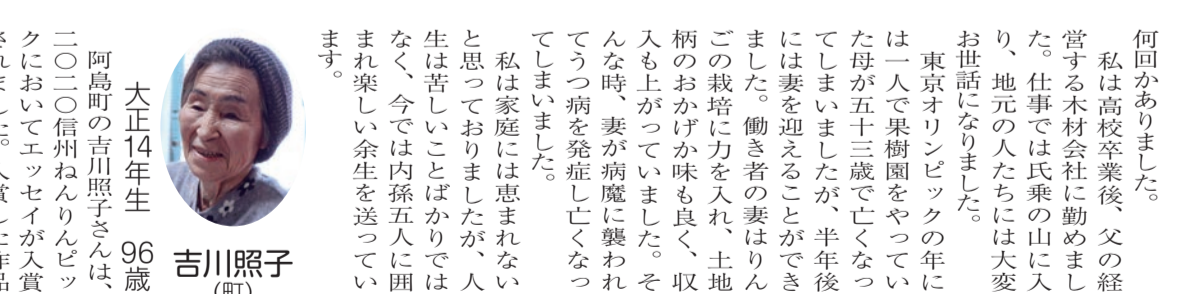 何回かありました。
　私は高校卒業後、父の経
営する木材会社に勤めまし
た。仕事では氏乗の山に入
り、地元の人たちには大変
お世話になりました。
　東京オリンピックの年に
は一人で果樹園をやってい
た母が五十三歳で亡くなっ
てしまいましたが、半年後
には妻を迎えることができ
ました。働き者の妻はりん
ごの栽培に力を入れ、土地
柄のおかげか味も良く、収
入も上がっていました。そ
んな時、妻が病魔に襲われ
てうつ病を発症し亡くなっ
てしまいました。
　私は家庭には恵まれない
と思っておりましたが、人
生は苦しいことばかりでは
なく、今では内孫五人に囲
まれ楽しい余生を送ってい
ます。
吉川照子
(町)
大正14年生　96歳
　阿島町の吉川照子さんは、
二〇二〇信州ねんりんピッ
クにおいてエッセイが入賞